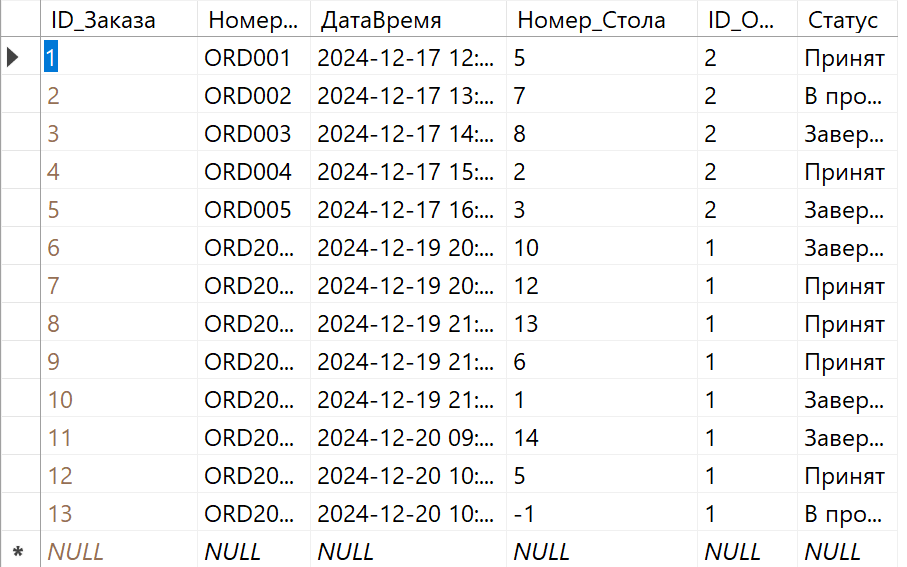 ID_Заказа Номер... ДатаВремя Номер_Стола ID_О... Статус
1 ORD001 2024-12-17 12:... 5 2 Принят
2 ORD002 2024-12-17 13:... 7 2 В про...
3 ORD003 2024-12-17 14:... 8 2 Завер...
4 ORD004 2024-12-17 15:... 2 2 Принят
5 ORD005 2024-12-17 16:... 3 2 Завер...
6 ORD20... 2024-12-19 20:... 10 1 Завер...
7 ORD20... 2024-12-19 20:... 12 1 Принят
8 ORD20... 2024-12-19 21:... 13 1 Принят
9 ORD20... 2024-12-19 21:... 6 1 Принят
10 ORD20... 2024-12-19 21:... 1 1 Завер...
11 ORD20... 2024-12-20 09:... 14 1 Завер...
12 ORD20... 2024-12-20 10:... 5 1 Принят
13 ORD20... 2024-12-20 10:... -1 1 В про...
* NULL NULL NULL NULL NULL NULL